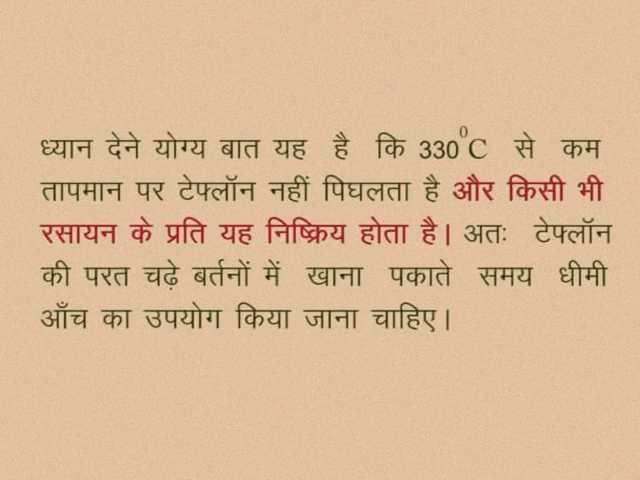 ध्यान देने योग्य बात यह है कि 330⁰C से कम
तापमान पर टेफ्लॉन नहीं पिघलता है और किसी भी
रसायन के प्रति यह निष्क्रिय होता है। अतः टेफ्लॉन
की परत चढ़े बर्तनों में खाना पकाते समय धीमी
आँच का उपयोग किया जाना चाहिए।